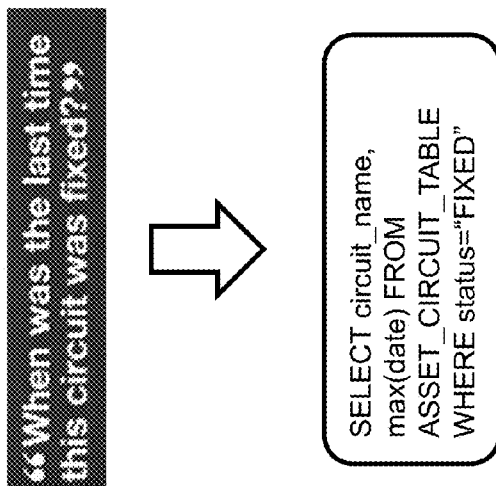 “When was the last time
this circuit was fixed?”
SELECT circuit_name,
max(date) FROM
ASSET_CIRCUIT_TABLE
WHERE status=“FIXED”